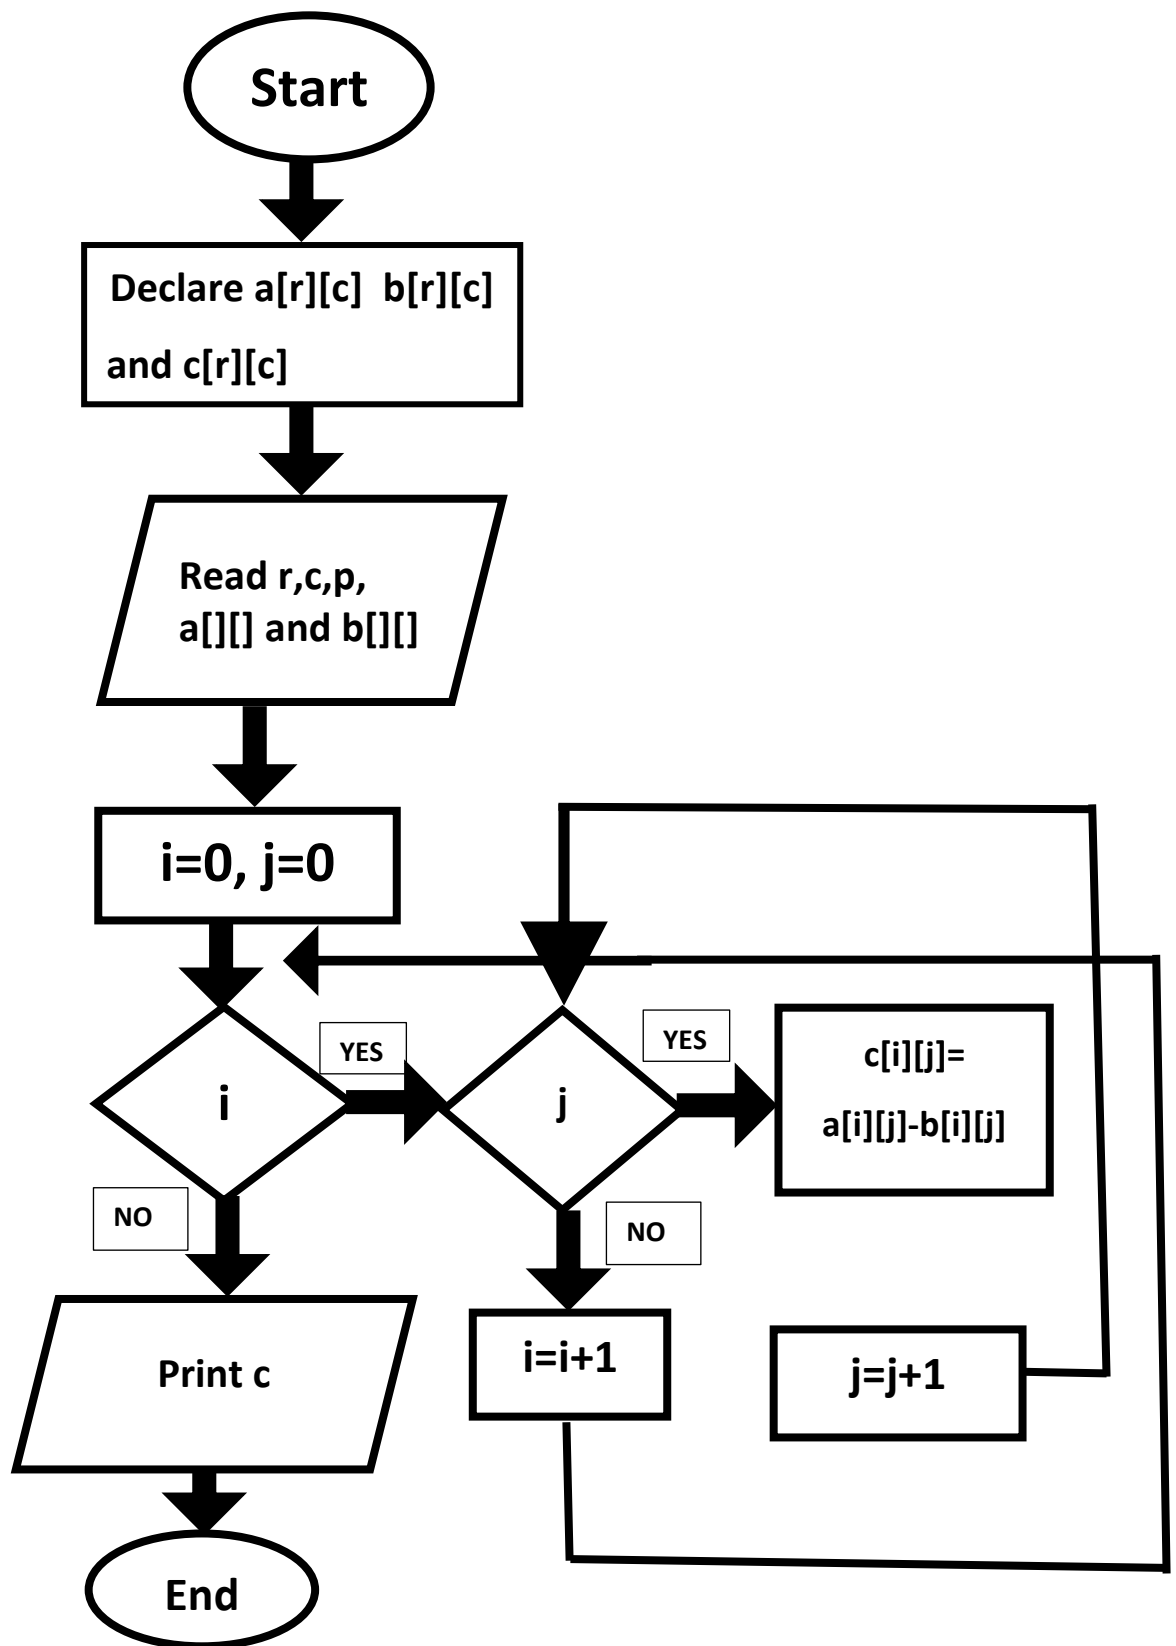 Start
Declare a[r][c]  b[r][c]
and c[r][c]
Read r,c,p,
a[][] and b[][]
i=0, j=0
i
YES
j
YES
c[i][j]=
a[i][j]-b[i][j]
NO
NO
i=i+1
j=j+1
Print c
End